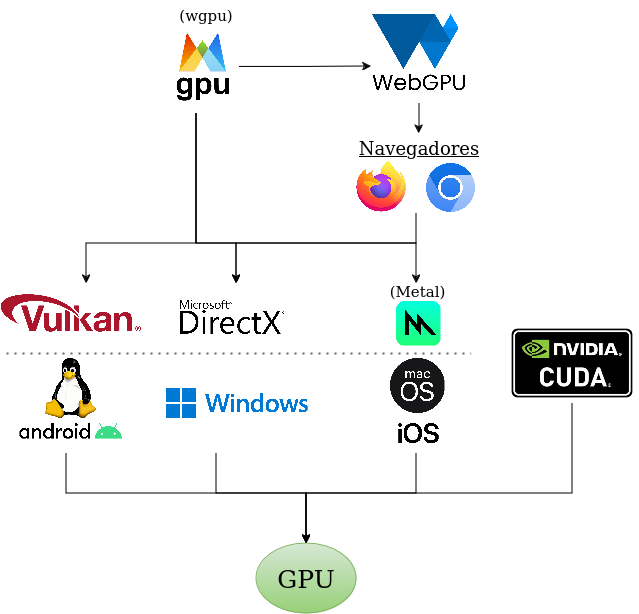 (wgpu)
gpu
WebGPU
Navegadores
Vulkan®
Microsoft®
DirectX®
(Metal)
NVIDIA®
CUDA®
mac
OS
Windows
android
iOS
GPU